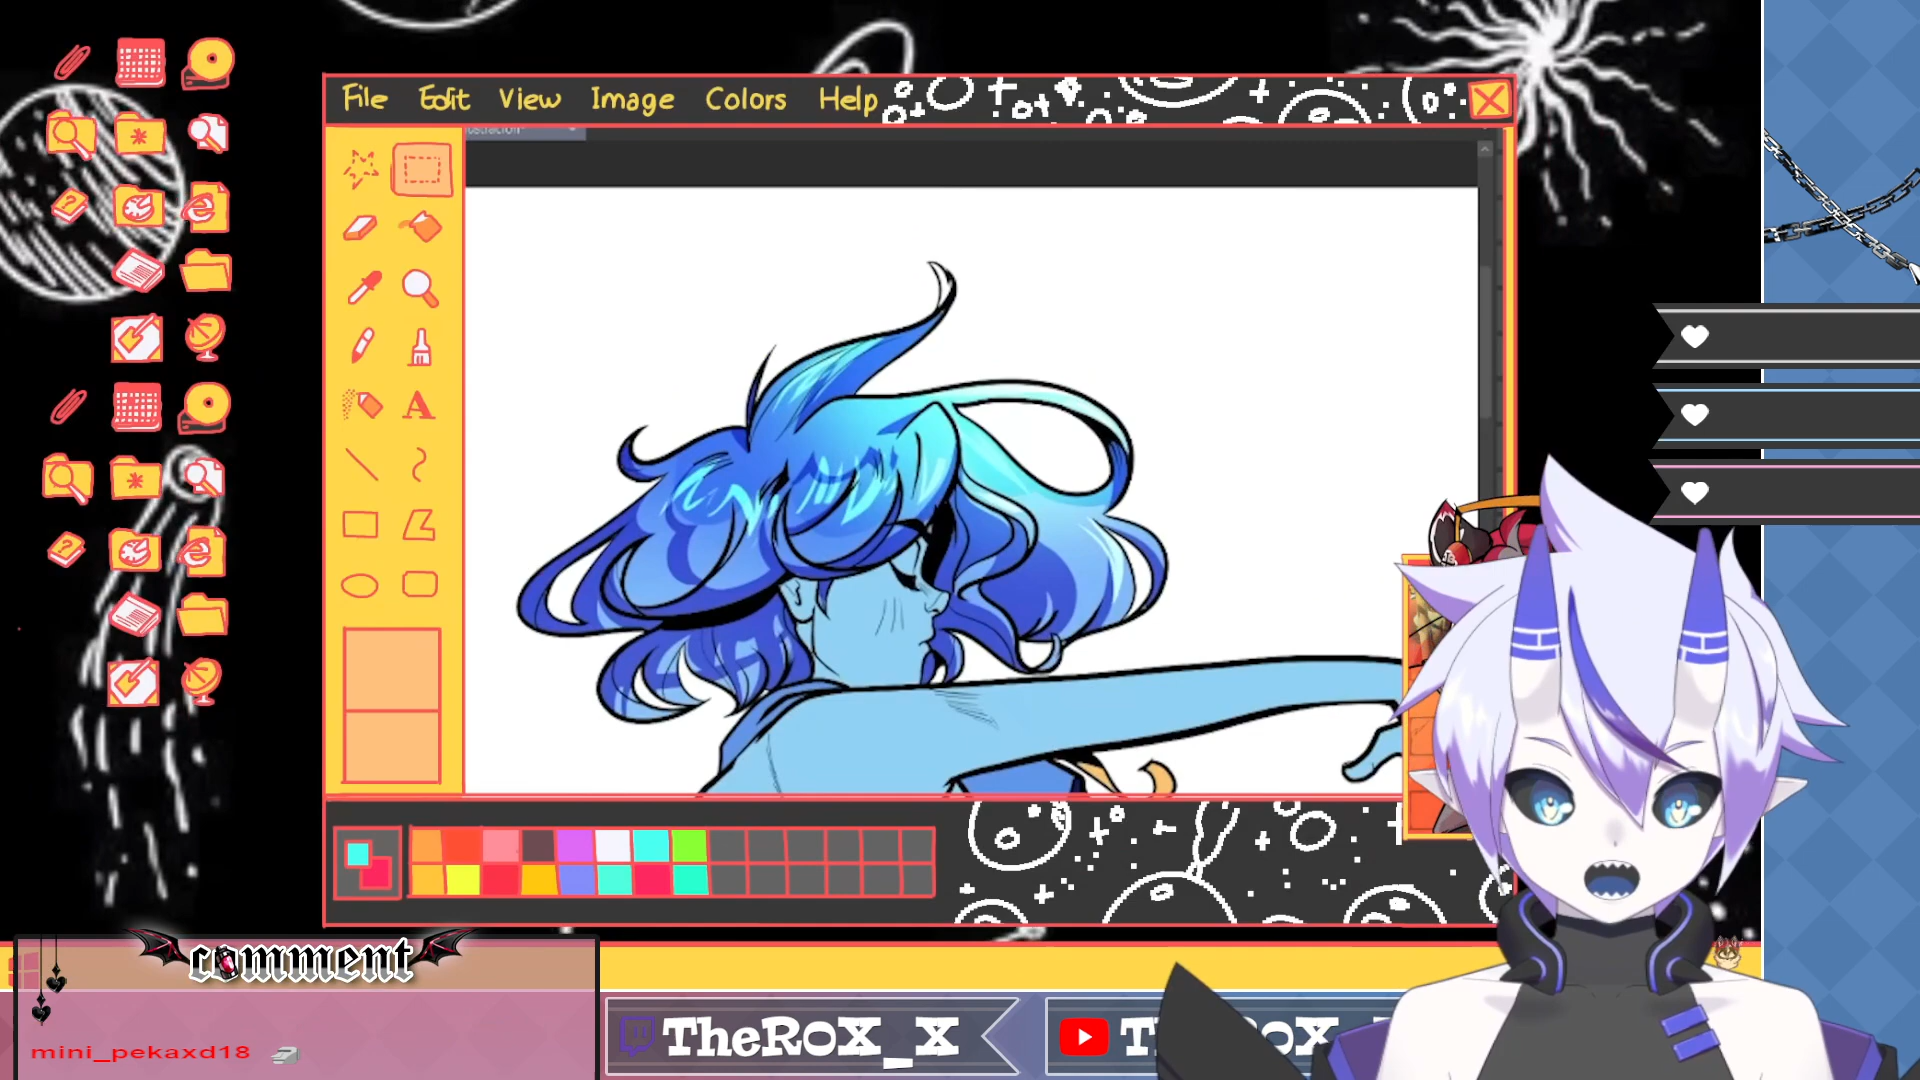 File Edit View Image Colors Help
A
comment
mini_pekaxd18
TheROX_X